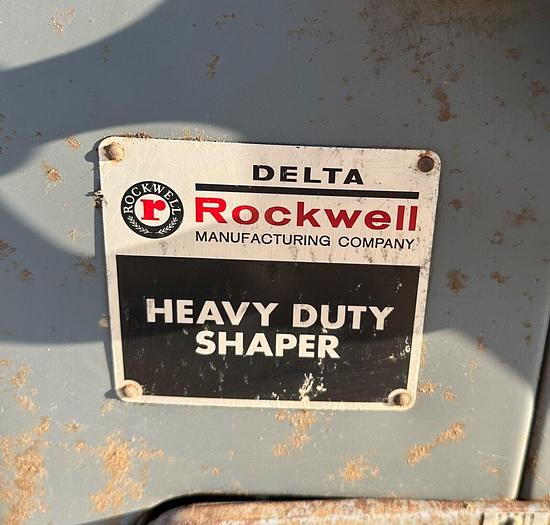 DELTA
ROCKWELL
r
Rockwell
MANUFACTURING COMPANY
HEAVY DUTY
SHAPER